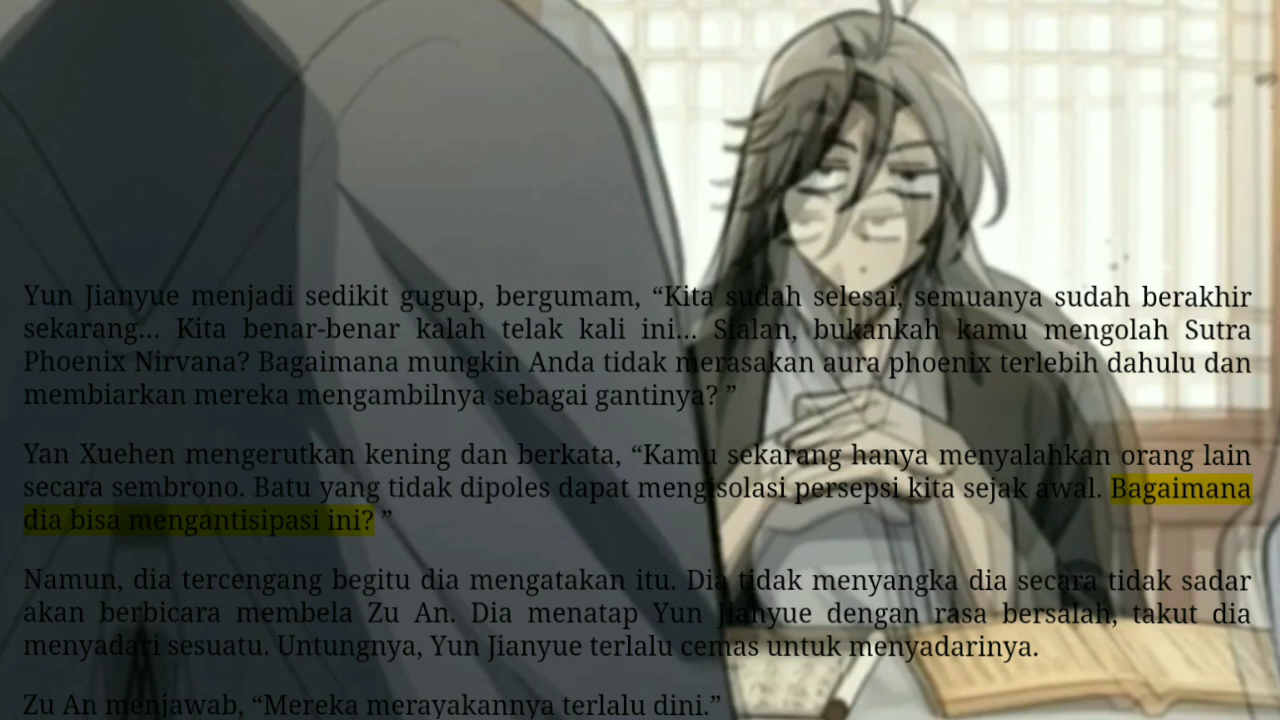 Yun Jianyue menjadi sedikit gugup, bergumam, “Kita sudah selesai, semuanya sudah berakhir
sekarang... Kita benar-benar kalah telak kali ini... Sialan, bukankah kamu mengolah Sutra
Phoenix Nirvana? Bagaimana mungkin Anda tidak merasakan aura phoenix terlebih dahulu dan
membiarkan mereka mengambilnya sebagai gantinya? ”
Yan Xuehen mengerutkan kening dan berkata, “Kamu sekarang hanya menyalahkan orang lain
secara sembrono. Batu yang tidak dipoles dapat mengisolasi persepsi kita sejak awal. Bagaimana
dia bisa mengantisipasi ini? ”
Namun, dia tercengang begitu dia mengatakan itu. Dia tidak menyangka dia secara tidak sadar
akan berbicara membela Zu An. Dia menatap Yun Jianyue dengan rasa bersalah, takut dia
menyadari sesuatu. Untungnya, Yun Jianyue terlalu cemas untuk menyadarinya.
Zu An menjawab, “Mereka merayakannya terlalu dini.”